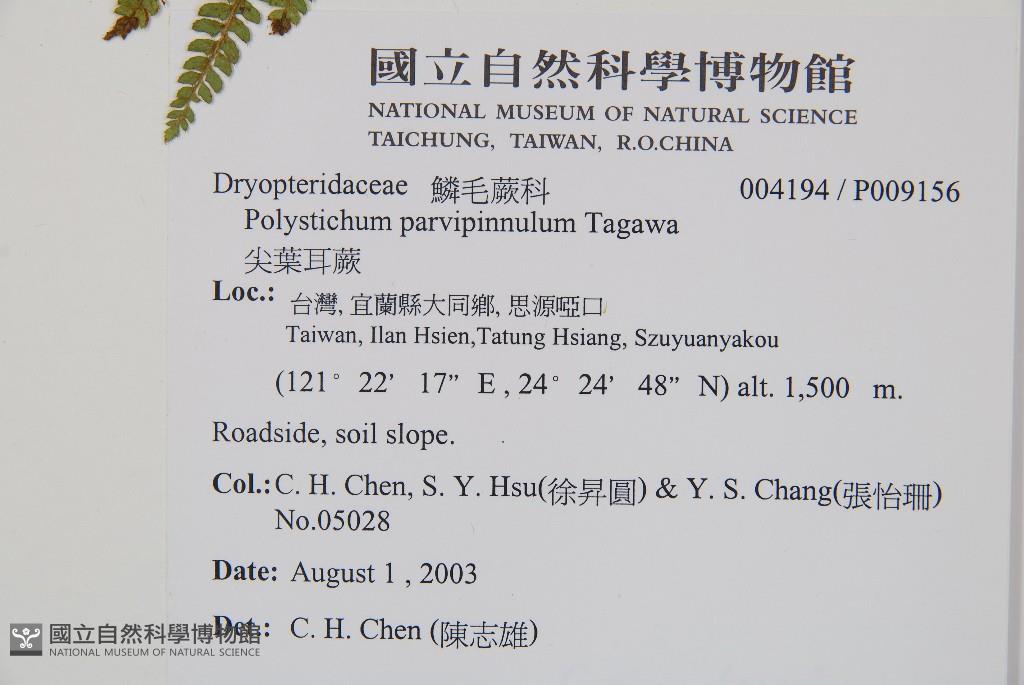 國立自然科學博物館
NATIONAL MUSEUM OF NATURAL SCIENCE
TAICHUNG, TAIWAN, R.O.CHINA
Dryopteridaceae 鱗毛蕨科 004194 / P009156
Polystichum parvipinnulum Tagawa
尖葉耳蕨
Loc.: 台灣, 宜蘭縣大同鄉, 思源啞口
Taiwan, Ilan Hsien,Tatung Hsiang, Szuyuanyakou
(121° 22’ 17” E , 24° 24’ 48” N) alt. 1,500 m.
Roadside, soil slope.
Col.: C. H. Chen, S. Y. Hsu(徐昇圓) & Y. S. Chang(張怡珊)
No.05028
Date: August 1 , 2003
Det.: C. H. Chen (陳志雄)
國立自然科學博物館
NATIONAL MUSEUM OF NATURAL SCIENCE